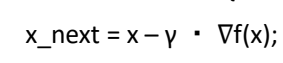 x_next = x – γ · ∇f(x);